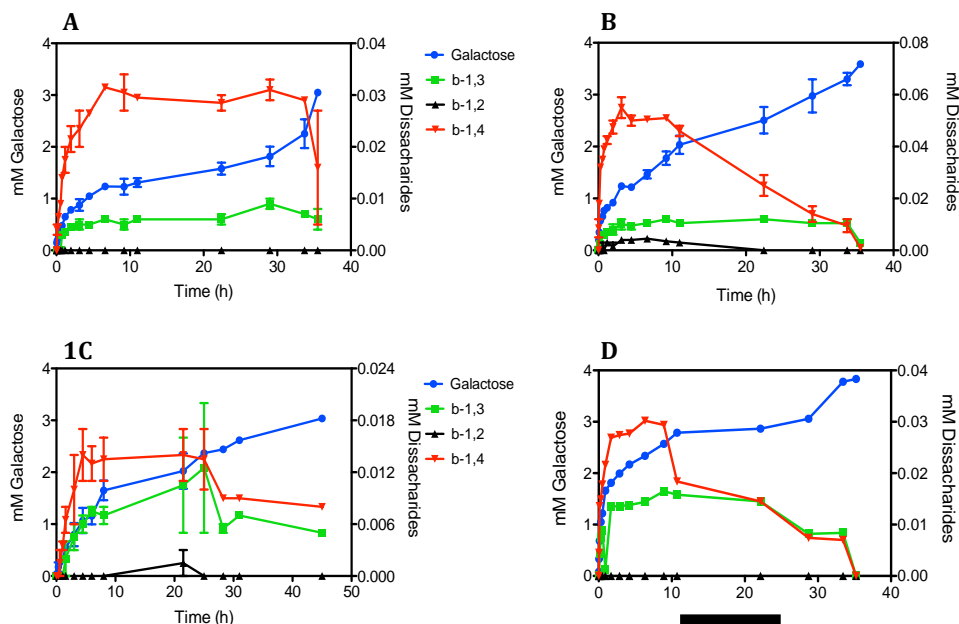 A
mM Galactose
4
3
2
1
0
0.04
0.03
0.02
0.01
0.00
mM Dissacharides
0 10 20 30 40
Time (h)
Galactose
b-1,3
b-1,2
b-1,4
B
mM Galactose
4
3
2
1
0
0.08
0.06
0.04
0.02
0.00
mM Dissacharides
0 10 20 30 40
Time (h)
1C
mM Galactose
4
3
2
1
0
0.024
0.018
0.012
0.006
0.000
mM Dissacharides
0 10 20 30 40 50
Time (h)
Galactose
b-1,3
b-1,2
b-1,4
D
mM Galactose
4
3
2
1
0
0.04
0.03
0.02
0.01
0.00
mM Dissacharides
0 10 20 30 40